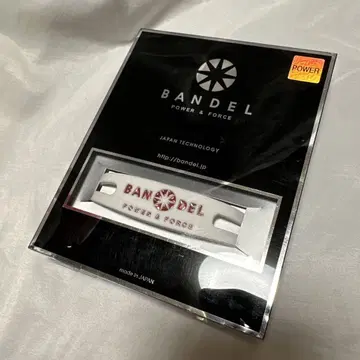 POWER
BANDEL
POWER & FORCE
JAPAN TECHNOLOGY
http://bandel.jp
BANDEL
POWER & FORCE
made in JAPAN